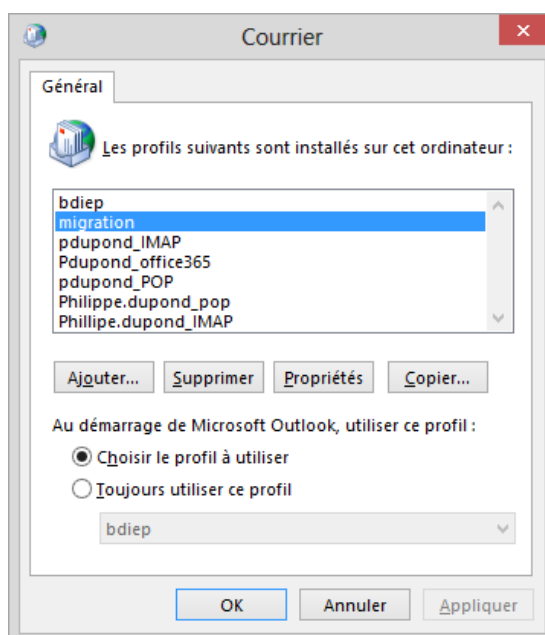 Courrier
Général
Les profils suivants sont installés sur cet ordinateur :
bdiep
migration
pdupond_IMAP
Pdupond_office365
pdupond_POP
Philippe.dupond_pop
Phillipe.dupond_IMAP
Ajouter... Supprimer Propriétés Copier...
Au démarrage de Microsoft Outlook, utiliser ce profil :
Choisir le profil à utiliser
Toujours utiliser ce profil
bdiep
OK Annuler Appliquer